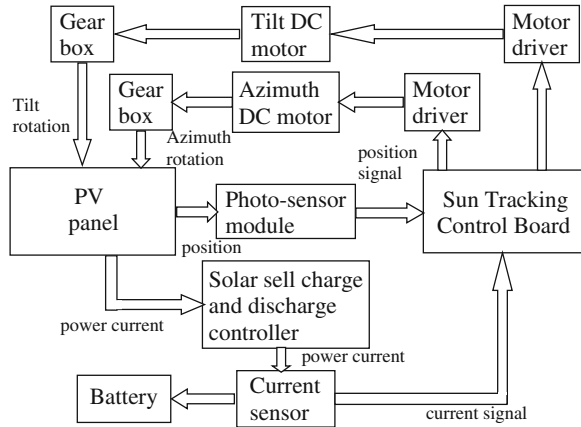 Gear
box
Tilt DC
motor
Motor
driver
Tilt
rotation
Gear
box
Azimuth
DC motor
Motor
driver
Azimuth
rotation
position
signal
PV
panel
Photo-sensor
module
Sun Tracking
Control Board
position
Solar sell charge
and discharge
controller
power current
power current
Battery
Current
sensor
current signal